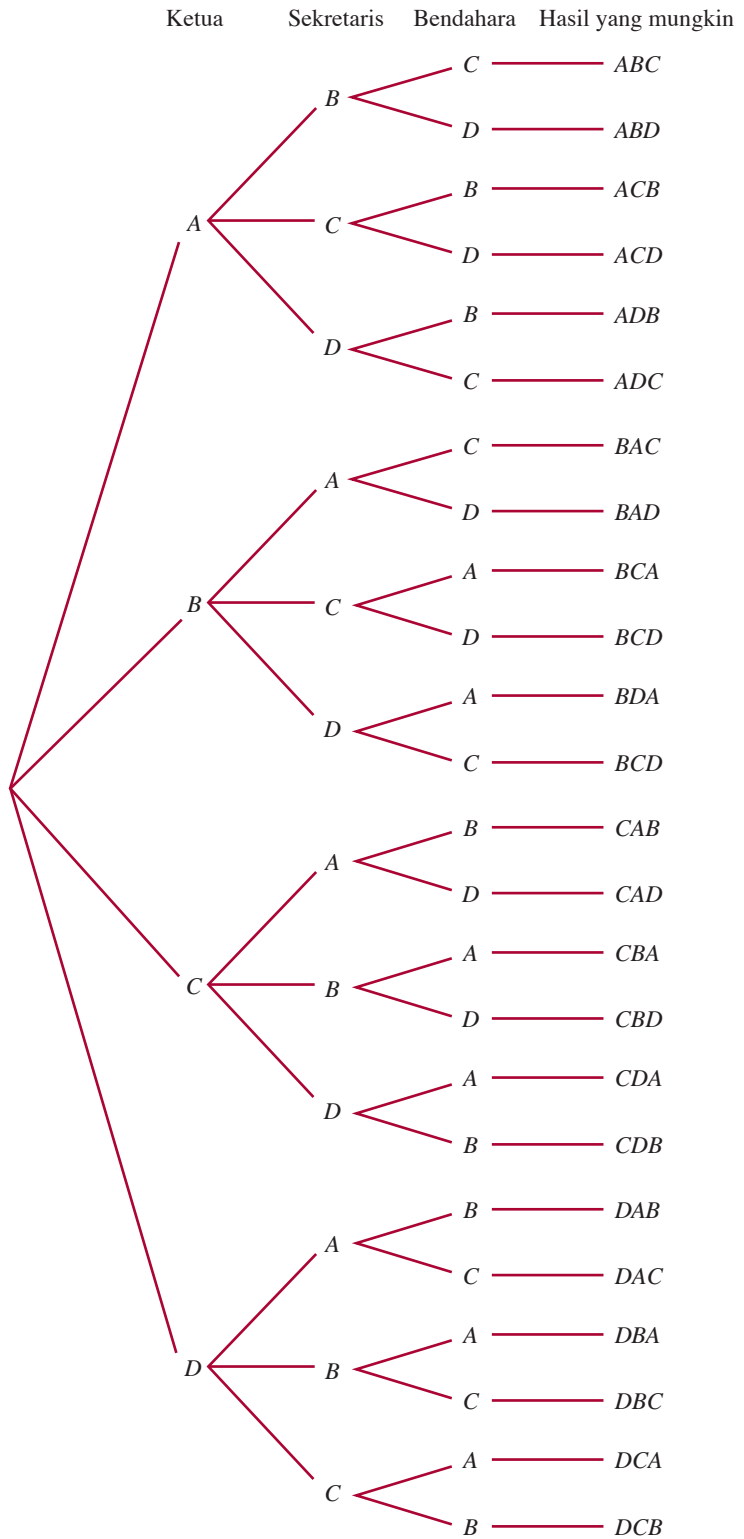 Ketua Sekretaris Bendahara Hasil yang mungkin
C ABC
B
D ABD
B ACB
A C
D ACD
B ADB
D
C ADC
C BAC
A
D BAD
A BCA
B C
D BCD
A BDA
D
C BCD
B CAB
A
D CAD
A CBA
C B
D CBD
A CDA
D
B CDB
B DAB
A
C DAC
A DBA
D B
C DBC
A DCA
C
B DCB